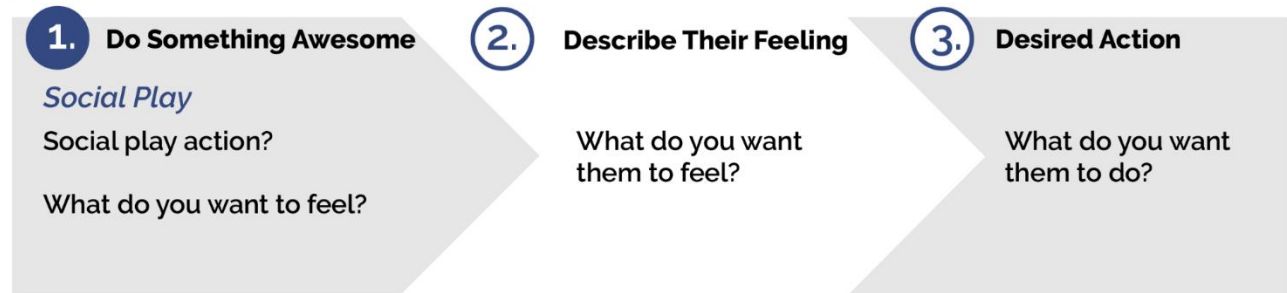 1. Do Something Awesome
Social Play
Social play action?
What do you want to feel?
2. Describe Their Feeling
What do you want
them to feel?
3. Desired Action
What do you want
them to do?